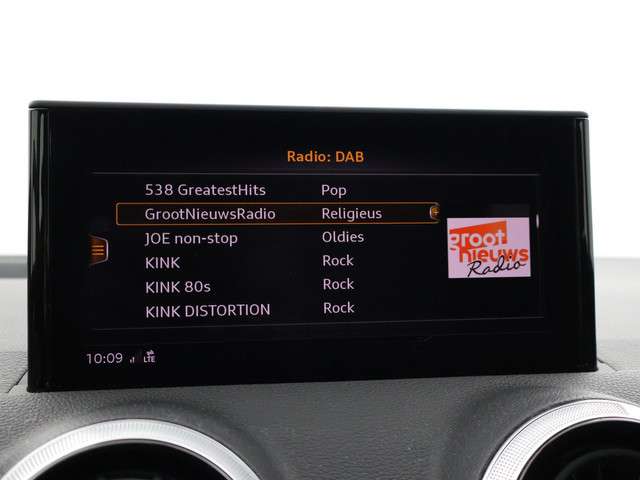 Radio: DAB
538 GreatestHits Pop
GrootNieuwsRadio Religieus
JOE non-stop Oldies
KINK Rock
KINK 80s Rock
KINK DISTORTION Rock
groot
nieuws
Radio
10:09 LTE